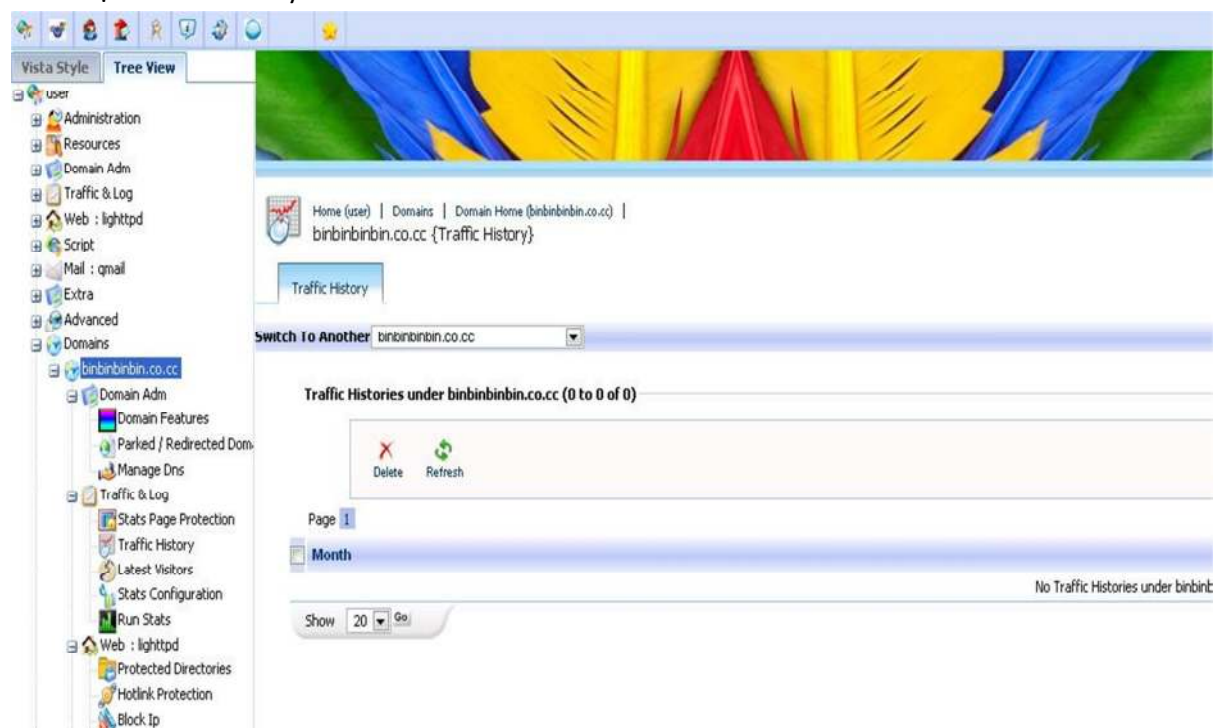 Vista Style Tree View
user
Administration
Resources
Domain Adm
Traffic & Log
Web : lighttpd
Script
Mail : qmail
Extra
Advanced
Domains
binbinbinbin.co.cc
Domain Adm
Domain Features
Parked / Redirected Dom
Manage Dns
Traffic & Log
Stats Page Protection
Traffic History
Latest Visitors
Stats Configuration
Run Stats
Web : lighttpd
Protected Directories
Hotlink Protection
Block Ip
Home (user) | Domains | Domain Home (binbinbinbin.co.cc) |
binbinbinbin.co.cc {Traffic History}
Traffic History
Switch To Another binbinbinbin.co.cc
Traffic Histories under binbinbinbin.co.cc (0 to 0 of 0)
Delete Refresh
Page 1
Month
No Traffic Histories under binbinb
Show 20 Go